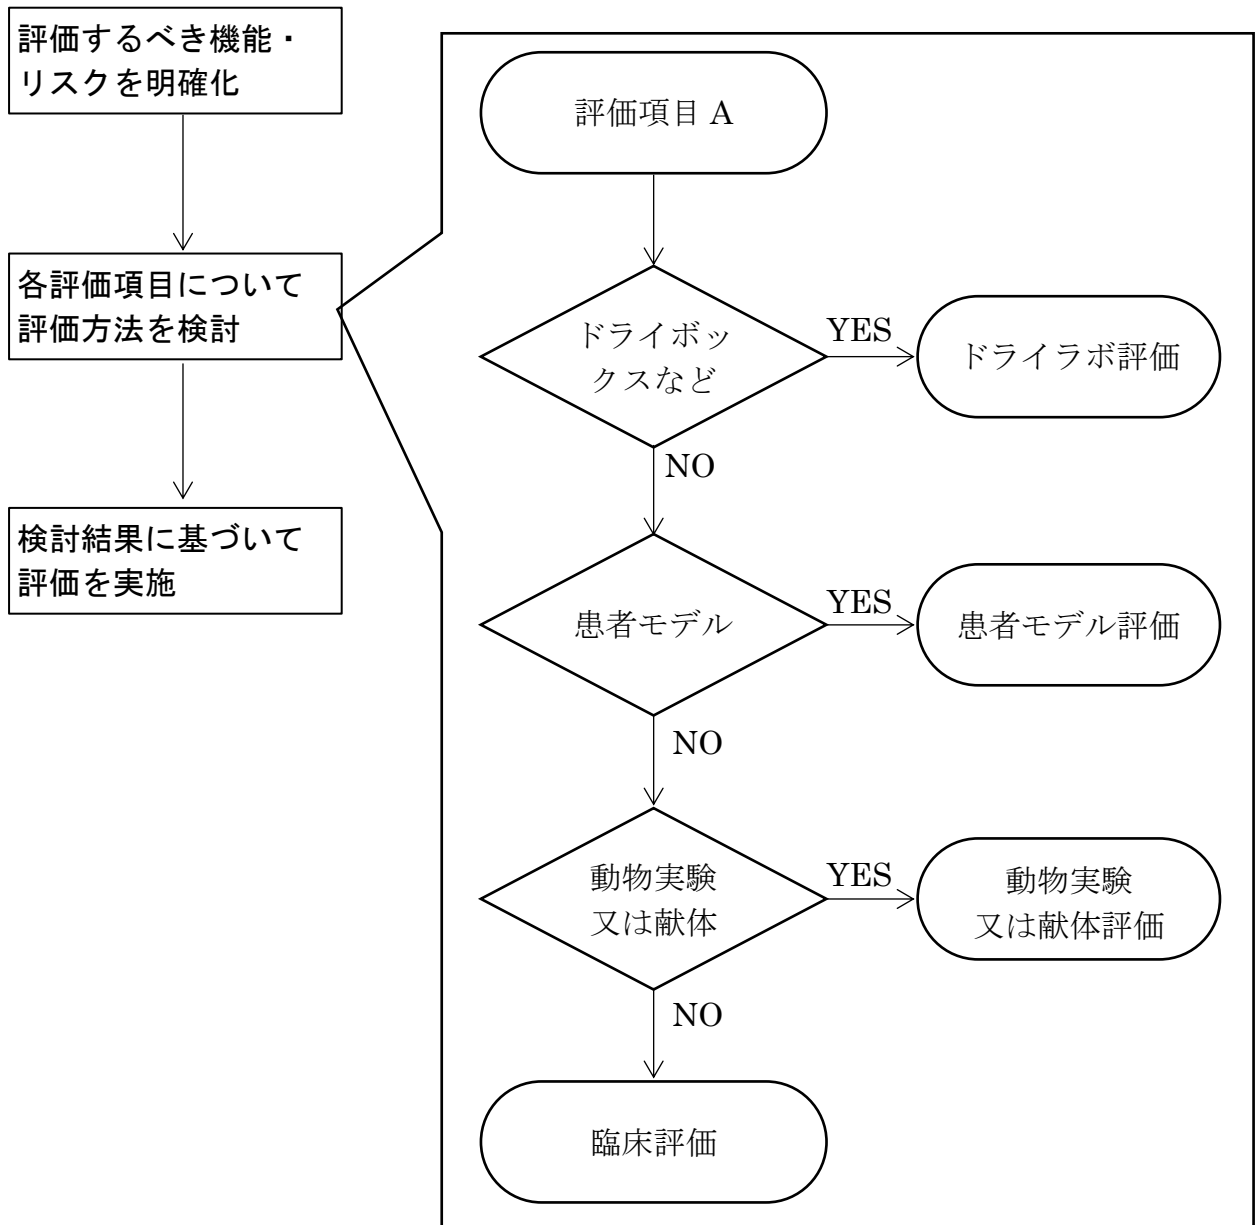 評価するべき機能・
リスクを明確化
各評価項目について
評価方法を検討
検討結果に基づいて
評価を実施
評価項目 A
ドライボッ
クスなど
YES
ドライラボ評価
NO
患者モデル
YES
患者モデル評価
NO
動物実験
又は献体
YES
動物実験
又は献体評価
NO
臨床評価